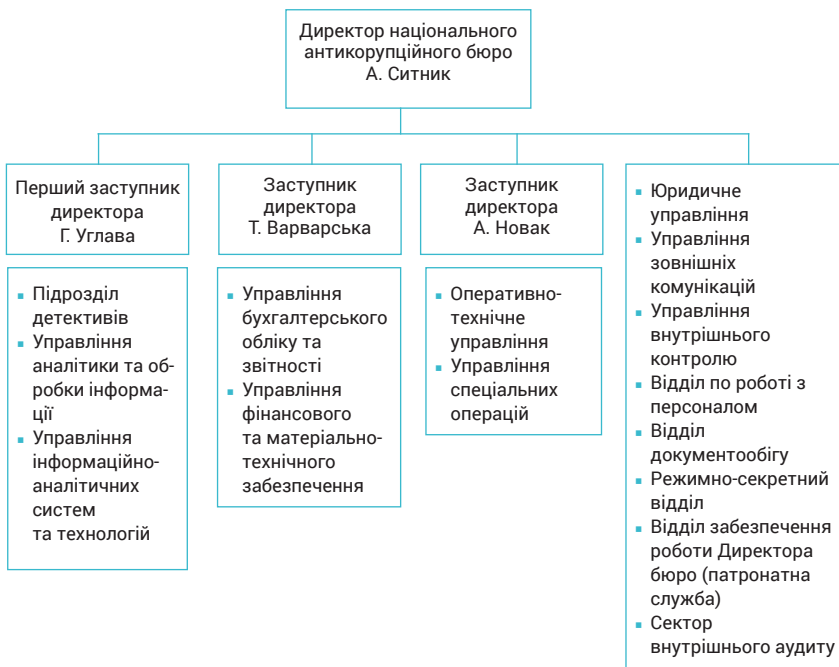 Директор національного
антикорупційного бюро
А. Ситник
Перший заступник
директора
Г. Углава
Заступник
директора
Т. Варварська
Заступник
директора
А. Новак
▪ Підрозділ
детективів
▪ Управління
аналітики та об-
робки інформа-
ції
▪ Управління
інформаційно-
аналітичних
систем
та технологій
▪ Управління
бухгалтерського
обліку та
звітності
▪ Управління
фінансового
та матеріально-
технічного
забезпечення
▪ Оперативно-
технічне
управління
▪ Управління
спеціальних
операцій
▪ Юридичне
управління
▪ Управління
зовнішніх
комунікацій
▪ Управління
внутрішнього
контролю
▪ Відділ по роботі з
персоналом
▪ Відділ
документообігу
▪ Режимно-секретний
відділ
▪ Відділ забезпечення
роботи Директора
бюро (патронатна
служба)
▪ Сектор
внутрішнього аудиту